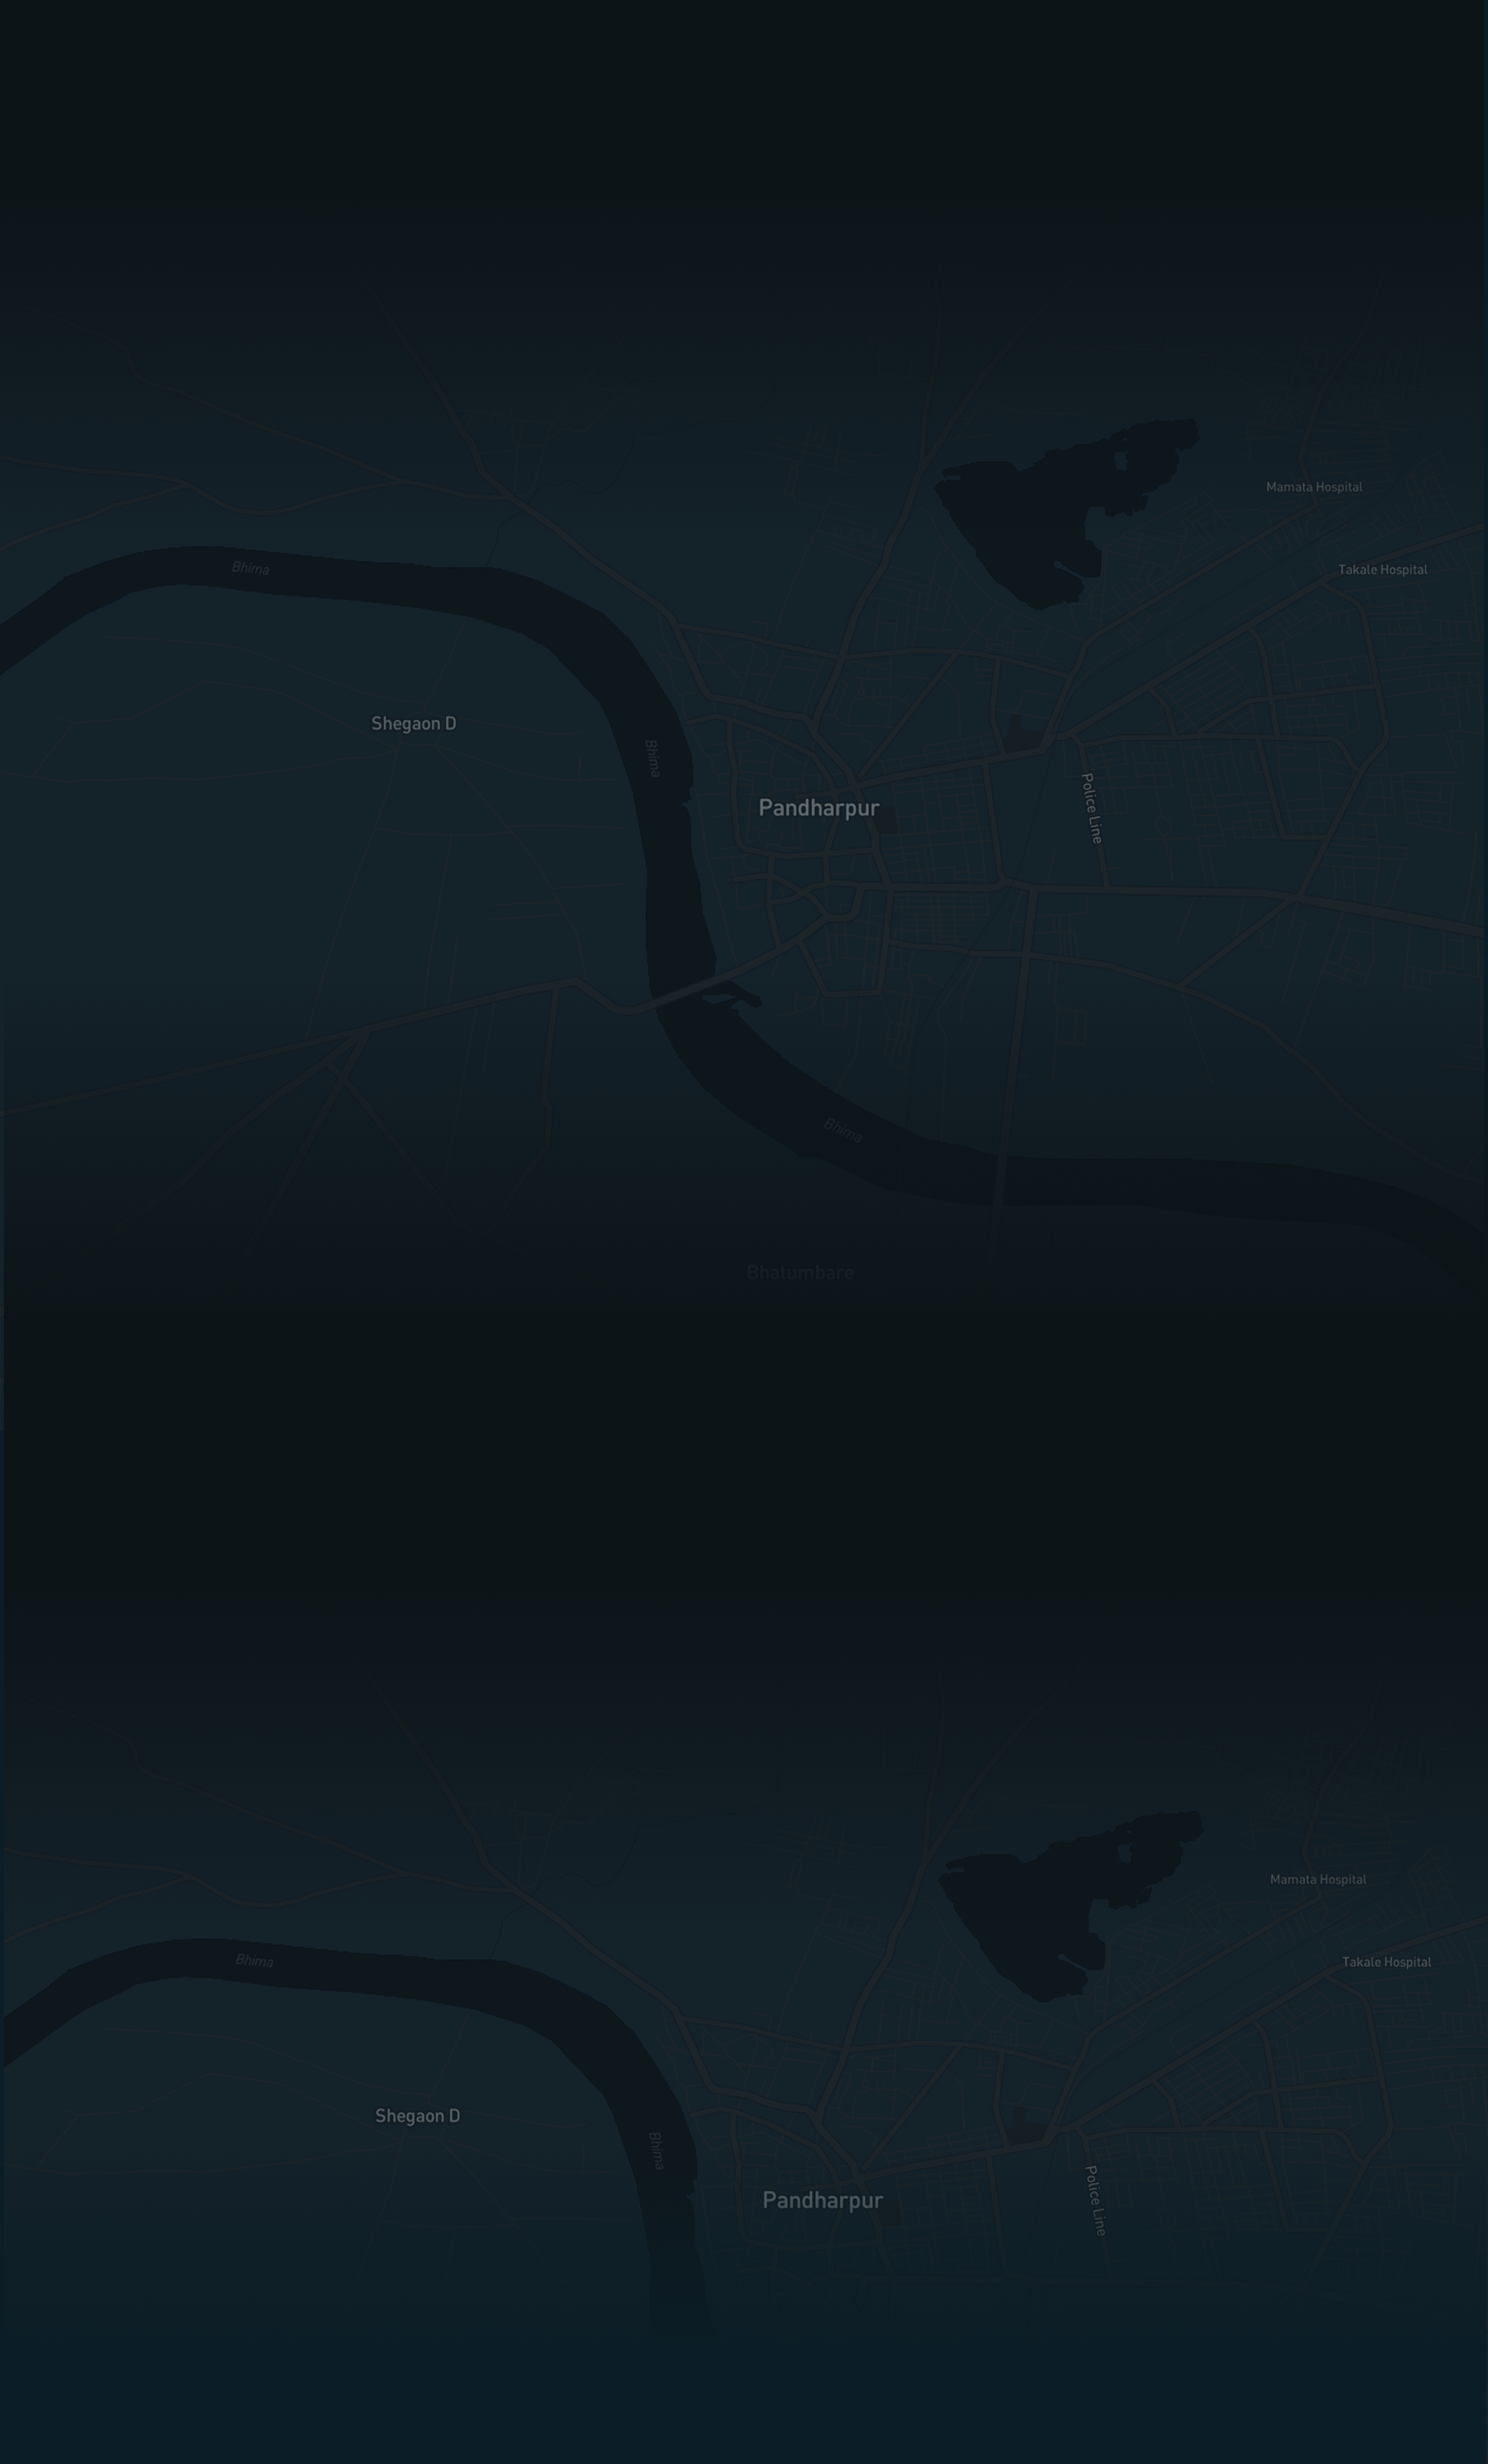 Mamata Hospital
Bhima
Takale Hospital
Shegaon D
Bhima
Pandharpur
Police Line
Bhima
Bhatumbare
Mamata Hospital
Bhima
Takale Hospital
Shegaon D
Bhima
Pandharpur
Police Line